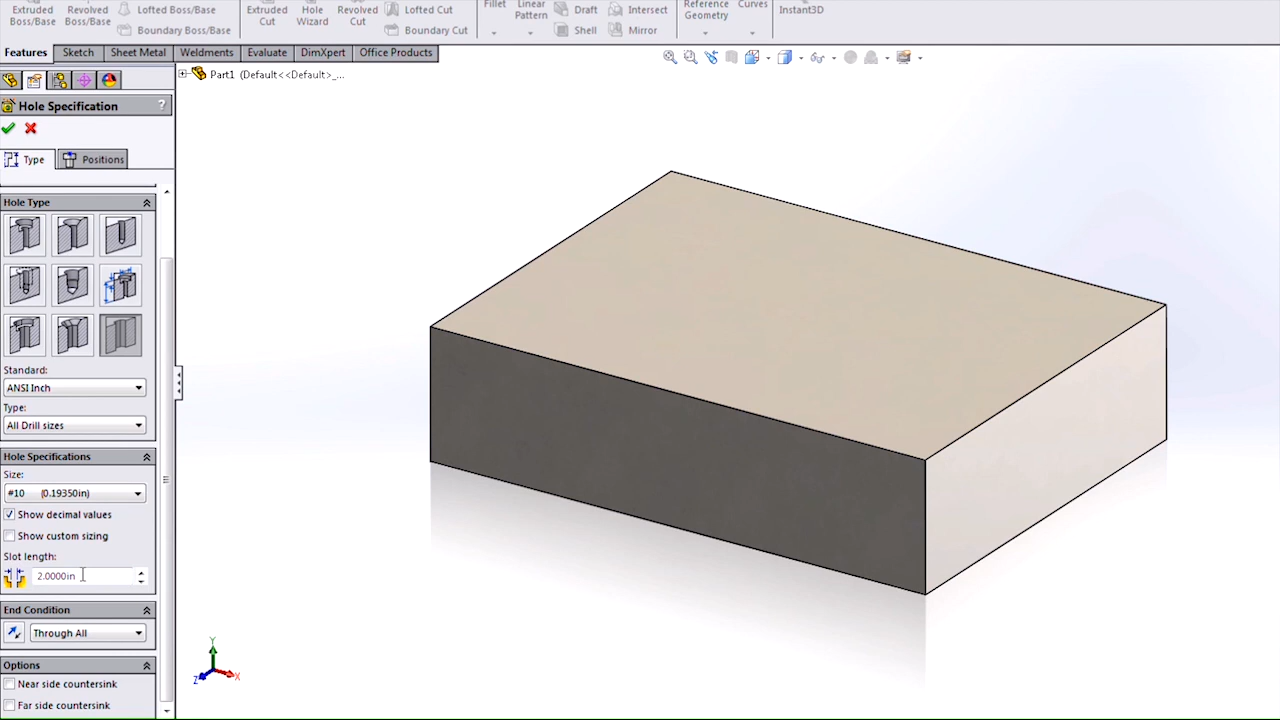 Extruded Boss/Base
Revolved Boss/Base
Lofted Boss/Base
Boundary Boss/Base
Extruded Cut
Hole Wizard
Revolved Cut
Lofted Cut
Boundary Cut
Fillet
Linear Pattern
Draft
Shell
Intersect
Mirror
Reference Geometry
Curves
Instant3D
Features
Sketch
Sheet Metal
Weldments
Evaluate
DimXpert
Office Products
Part1 (Default<<Default>_...
Hole Specification
?
Type
Positions
Hole Type
Standard:
ANSI Inch
Type:
All Drill sizes
Hole Specifications
Size:
#10 (0.19350in)
Show decimal values
Show custom sizing
Slot length:
2.0000in
End Condition
Through All
Options
Near side countersink
Far side countersink
Y
Z
X